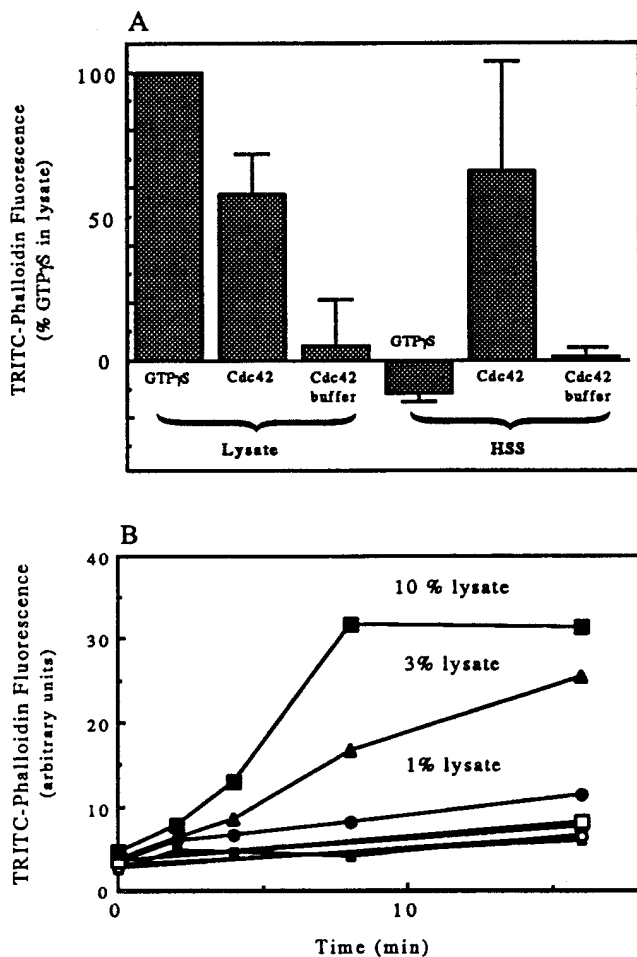 A
TRITC-Phalloidin Fluorescence
(% GTPγS in lysate)
100
50
0
GTPγS
Cdc42
Cdc42
buffer
GTPγS
Cdc42
Cdc42
buffer
Lysate
HSS
B
TRITC-Phalloidin Fluorescence
(arbitrary units)
40
30
20
10
0
10 % lysate
3% lysate
1% lysate
0
10
Time (min)